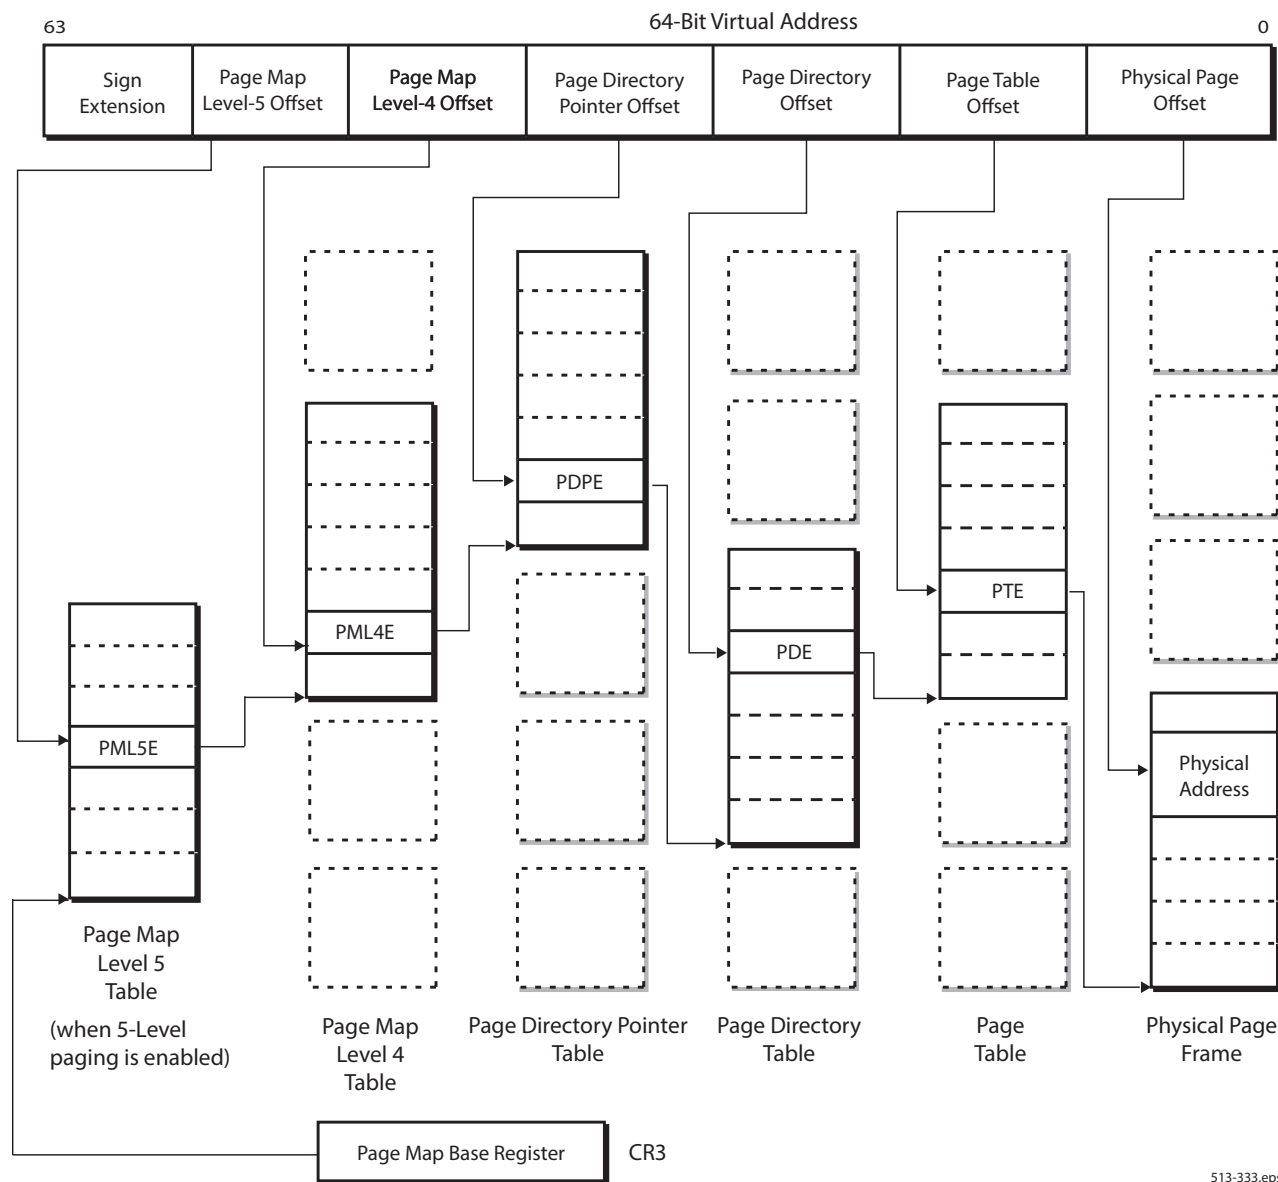 64-Bit Virtual Address
63
0
Sign
Extension
Page Map
Level-5 Offset
Page Map
Level-4 Offset
Page Directory
Pointer Offset
Page Directory
Offset
Page Table
Offset
Physical Page
Offset
PDPE
PTE
PML4E
PDE
PML5E
Physical
Address
Page Map
Level 5
Table
(when 5-Level
paging is enabled)
Page Map
Level 4
Table
Page Directory Pointer
Table
Page Directory
Table
Page
Table
Physical Page
Frame
Page Map Base Register
CR3
513-333.eps